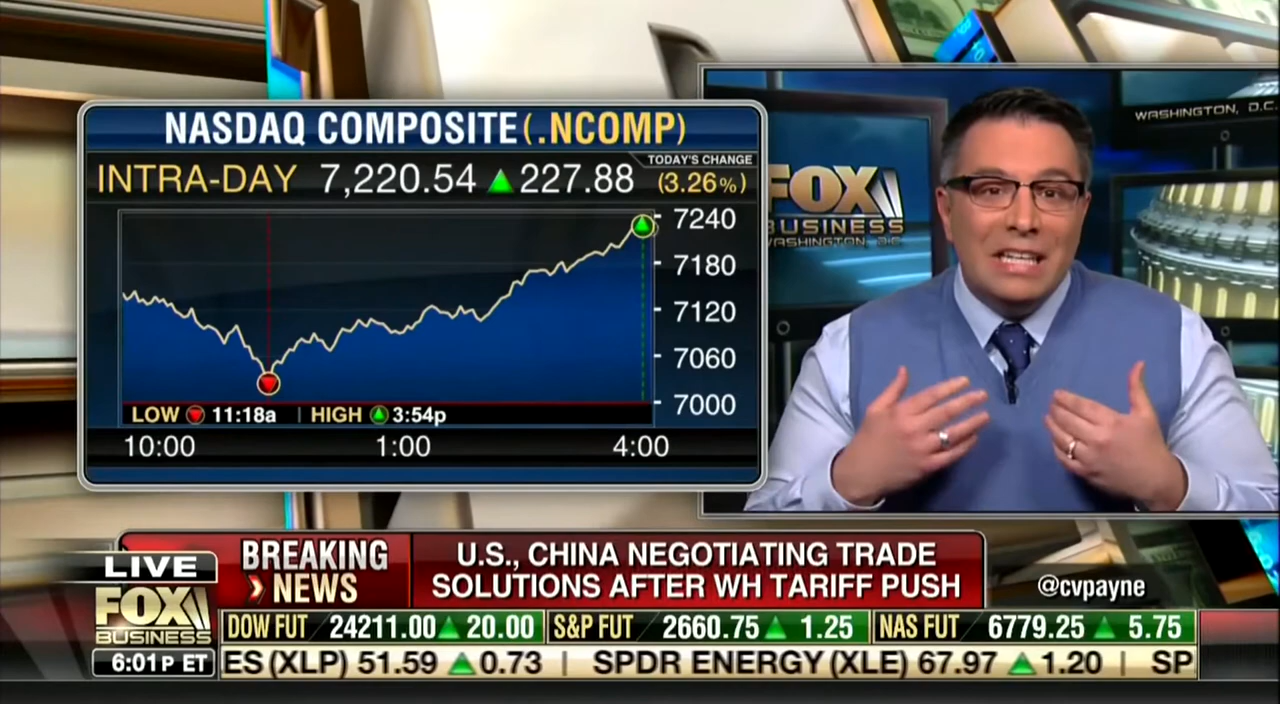 NASDAQ COMPOSITE (.NCOMP)
TODAY'S CHANGE
INTRA-DAY 7,220.54 ▲ 227.88 (3.26%)
7240
7180
7120
7060
7000
LOW 11:18a | HIGH 3:54p
10:00 1:00 4:00
FOX
BUSINESS
WASHINGTON, D.C.
WASHINGTON, D.C.
LIVE
FOX
BUSINESS
6:01P ET
BREAKING
NEWS
U.S., CHINA NEGOTIATING TRADE
SOLUTIONS AFTER WH TARIFF PUSH
@cvpayne
DOW FUT 24211.00 ▲ 20.00 S&P FUT 2660.75 ▲ 1.25 NAS FUT 6779.25 ▲ 5.75
ES (XLP) 51.59 ▲ 0.73 | SPDR ENERGY (XLE) 67.97 ▲ 1.20 | SP